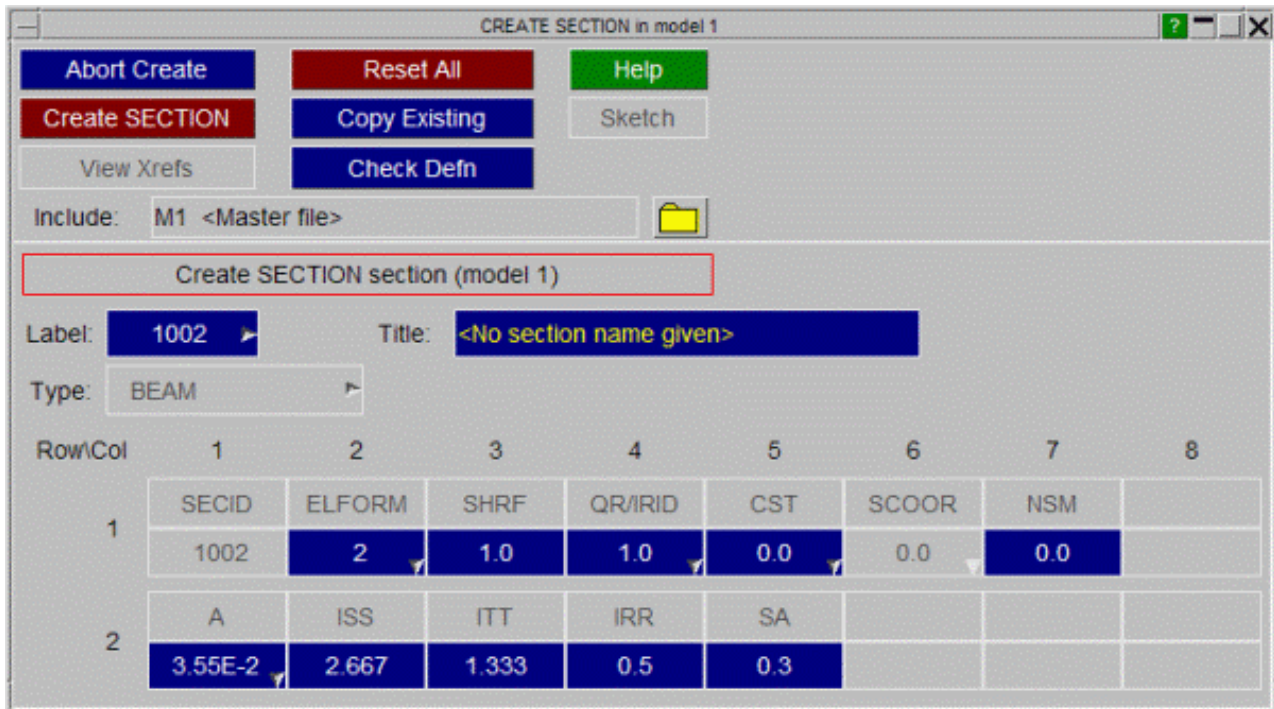 CREATE SECTION in model 1 ?
Abort Create Reset All Help
Create SECTION Copy Existing Sketch
View Xrefs Check Defn
Include: M1 <Master file>
Create SECTION section (model 1)
Label: 1002 Title: <No section name given>
Type: BEAM
Row\Col 1 2 3 4 5 6 7 8
SECID ELFORM SHRF QR/IRID CST SCOOR NSM
1
1002 2 1.0 1.0 0.0 0.0 0.0
A ISS ITT IRR SA
2
3.55E-2 2.667 1.333 0.5 0.3